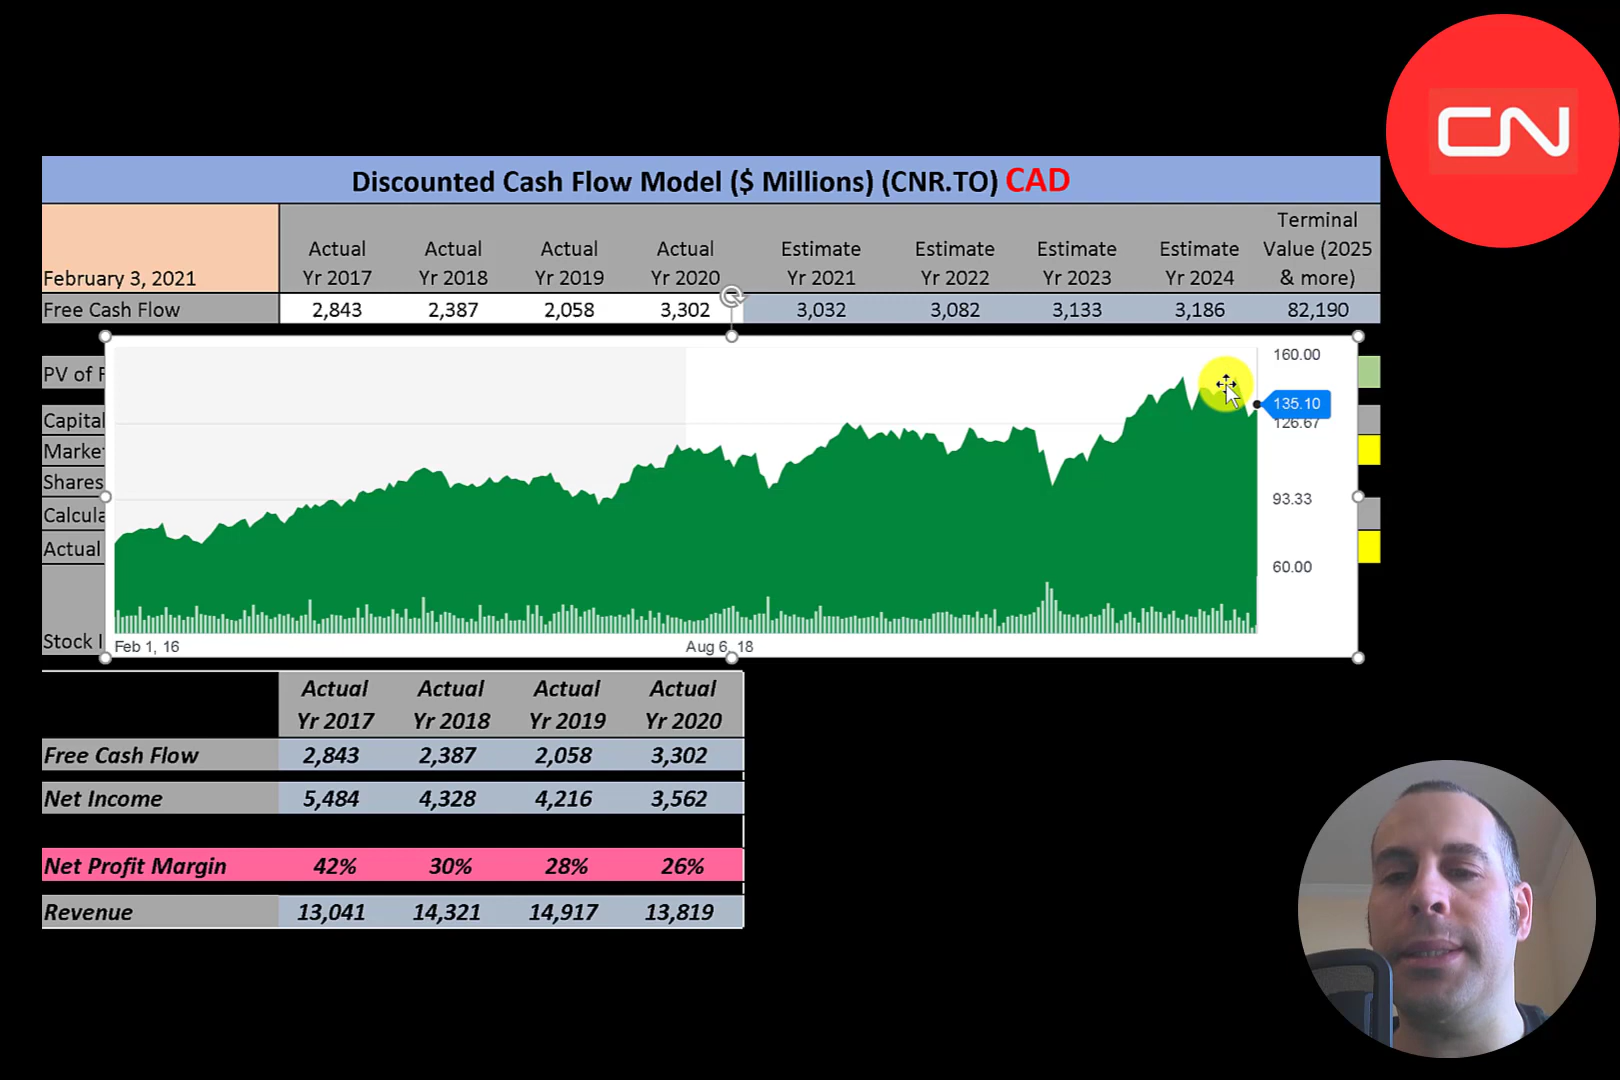 CN
Discounted Cash Flow Model ($ Millions) (CNR.TO) CAD
February 3, 2021
Actual Yr 2017
Actual Yr 2018
Actual Yr 2019
Actual Yr 2020
Estimate Yr 2021
Estimate Yr 2022
Estimate Yr 2023
Estimate Yr 2024
Terminal Value (2025 & more)
Free Cash Flow 2,843 2,387 2,058 3,302 3,032 3,082 3,133 3,186 82,190
PV of F
Capital
Marke
Shares
Calcula
Actual
Stock I
160.00
135.10
126.67
93.33
60.00
Feb 1, 16
Aug 6, 18
Actual Yr 2017
Actual Yr 2018
Actual Yr 2019
Actual Yr 2020
Free Cash Flow 2,843 2,387 2,058 3,302
Net Income 5,484 4,328 4,216 3,562
Net Profit Margin 42% 30% 28% 26%
Revenue 13,041 14,321 14,917 13,819